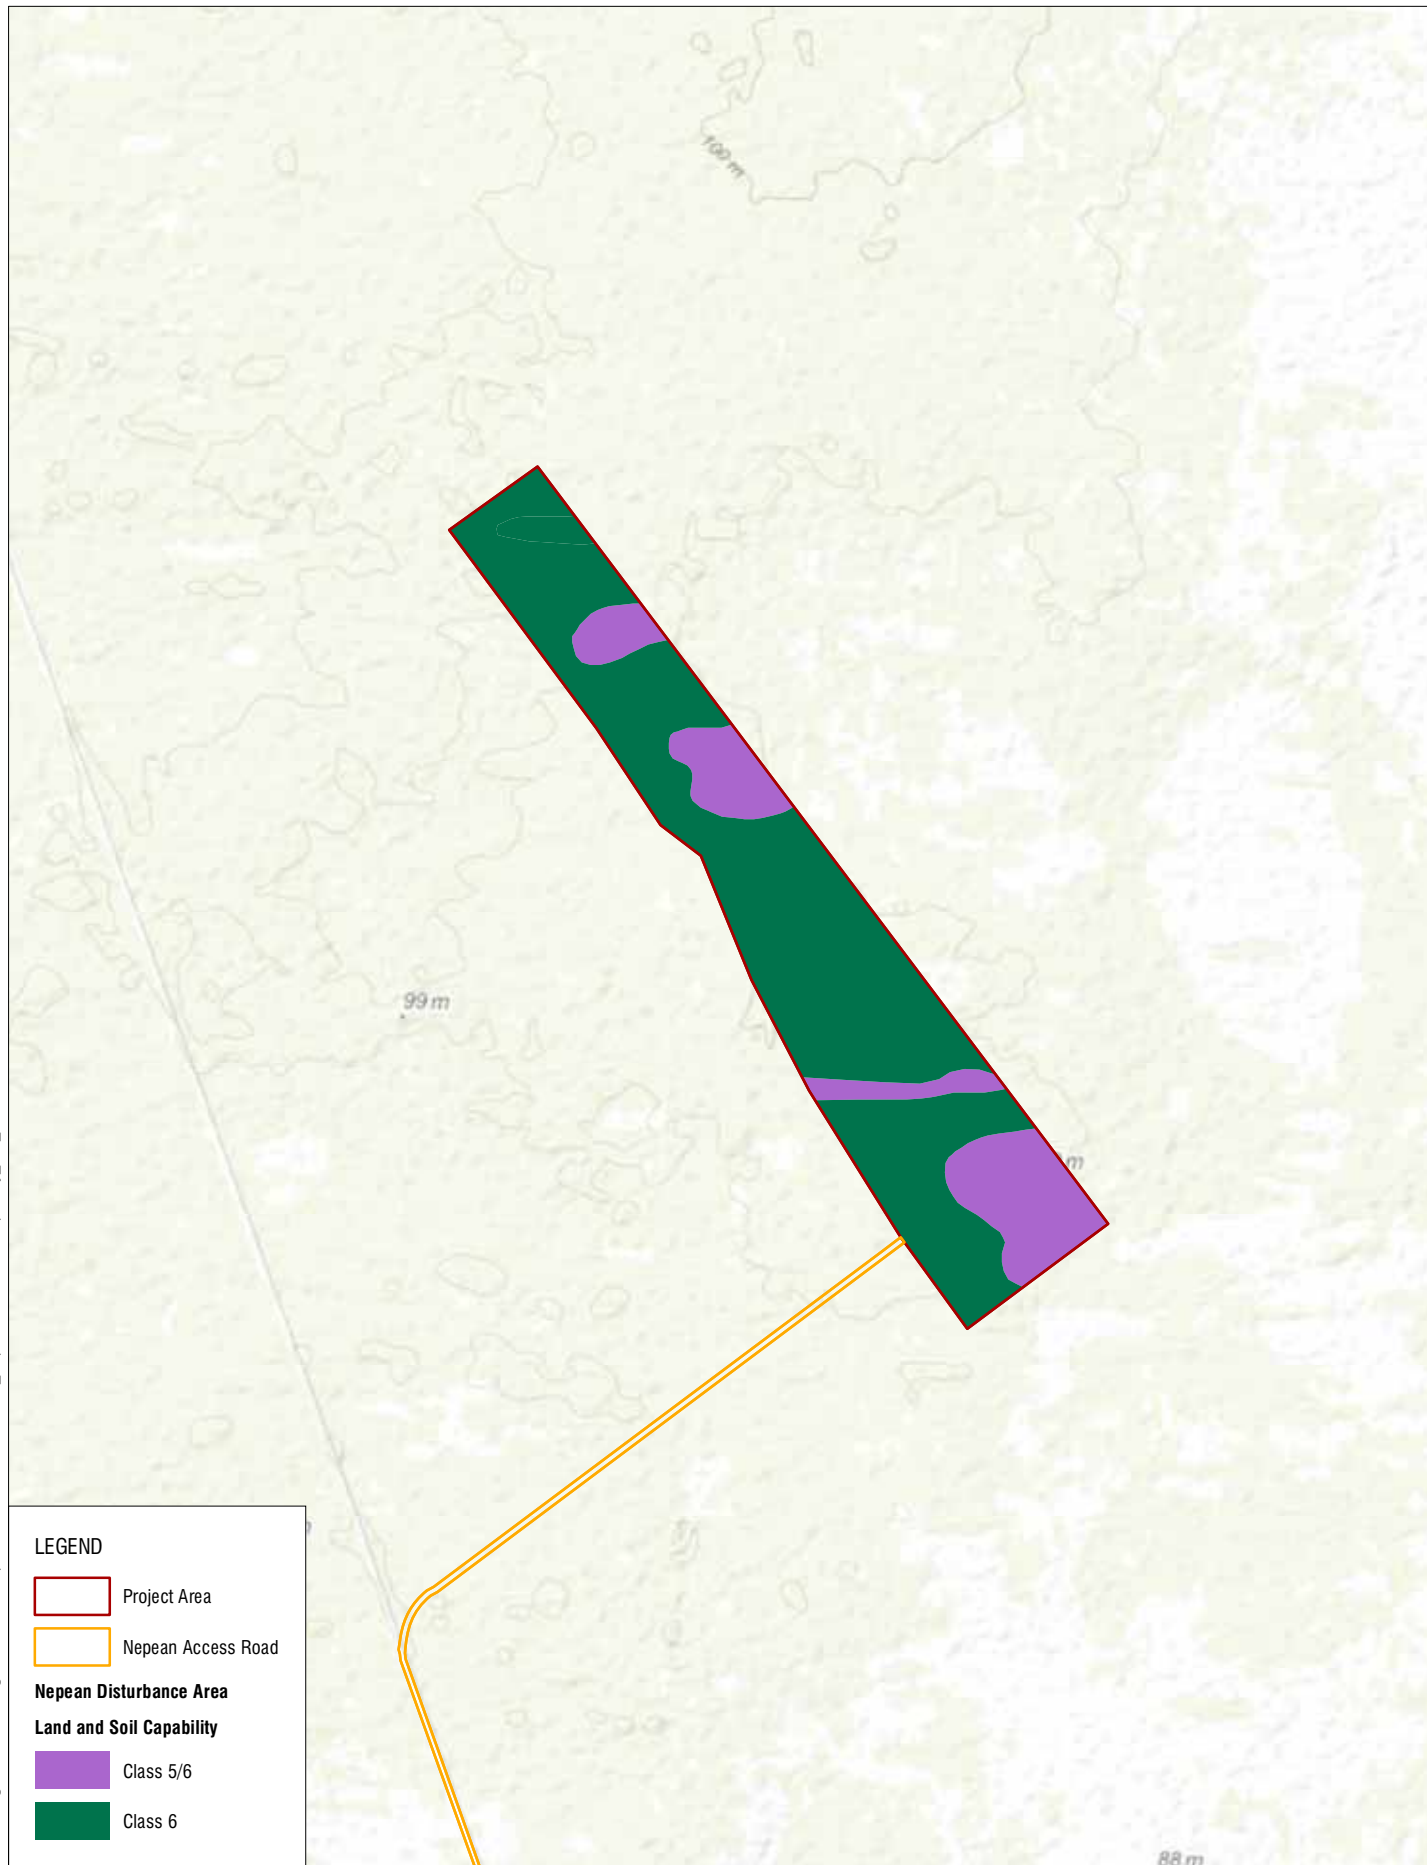 100 m
99 m
m
LEGEND
Project Area
Nepean Access Road
Nepean Disturbance Area
Land and Soil Capability
Class 5/6
Class 6
88 m